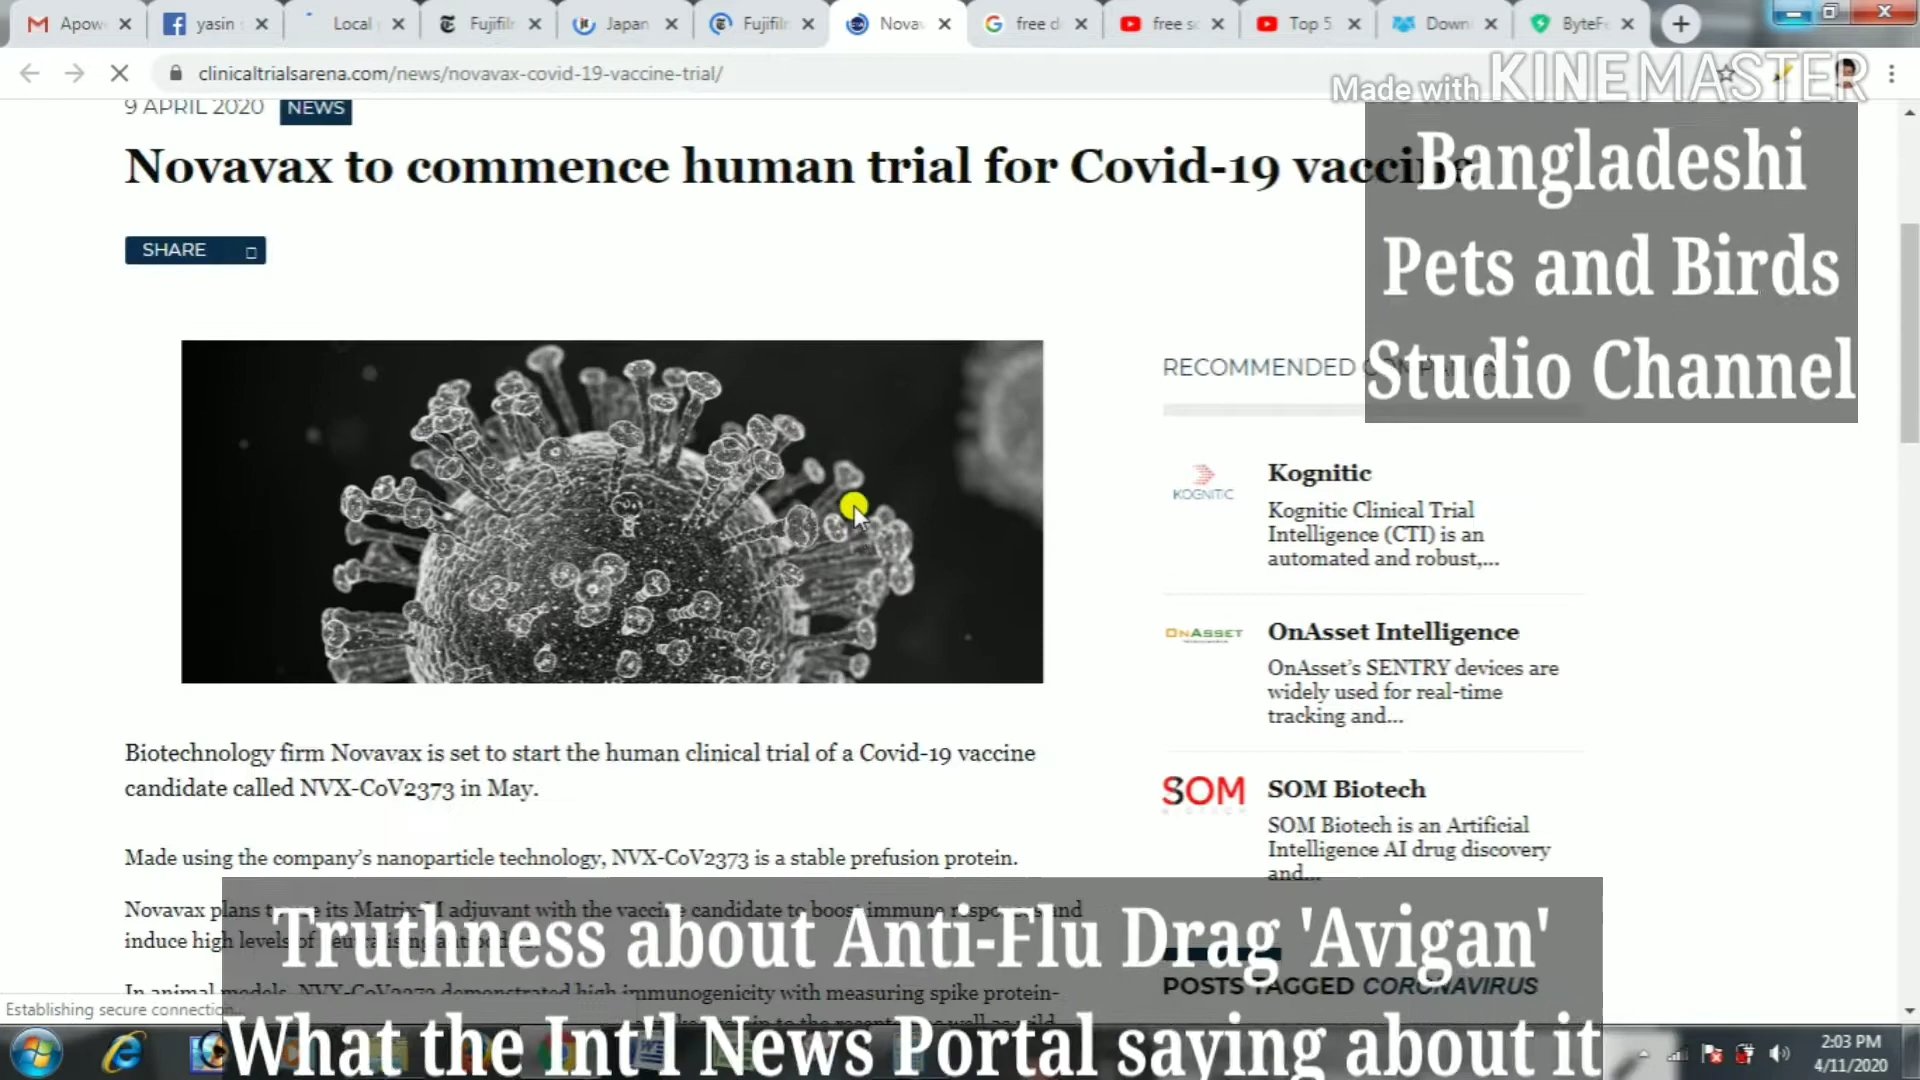 Apow
yasin
Local
Fujifil
Japan
Fujifil
Nova
free d
free s
Top 5
Down
ByteF
clinicaltrialsarena.com/news/novavax-covid-19-vaccine-trial/
Made with KINEMASTER
9 APRIL 2020 NEWS
Novavax to commence human trial for Covid-19 vaccine
Bangladeshi
Pets and Birds
Studio Channel
SHARE
RECOMMENDED
KOGNITIC
Kognitic
Kognitic Clinical Trial
Intelligence (CTI) is an
automated and robust,...
ONASSET
OnAsset Intelligence
OnAsset's SENTRY devices are
widely used for real-time
tracking and...
SOM
SOM Biotech
SOM Biotech is an Artificial
Intelligence AI drug discovery
and...
Biotechnology firm Novavax is set to start the human clinical trial of a Covid-19 vaccine
candidate called NVX-CoV2373 in May.
Made using the company's nanoparticle technology, NVX-CoV2373 is a stable prefusion protein.
Novavax plans to use its Matrix-M adjuvant with the vaccine candidate to boost immune responses and
induce high levels of neutralising antibodies.
In animal models, NVX-CoV2373 demonstrated high immunogenicity with measuring spike protein-
POSTS TAGGED CORONAVIRUS
Truthness about Anti-Flu Drag 'Avigan'
What the Int'l News Portal saying about it
Establishing secure connection...
2:03 PM
4/11/2020